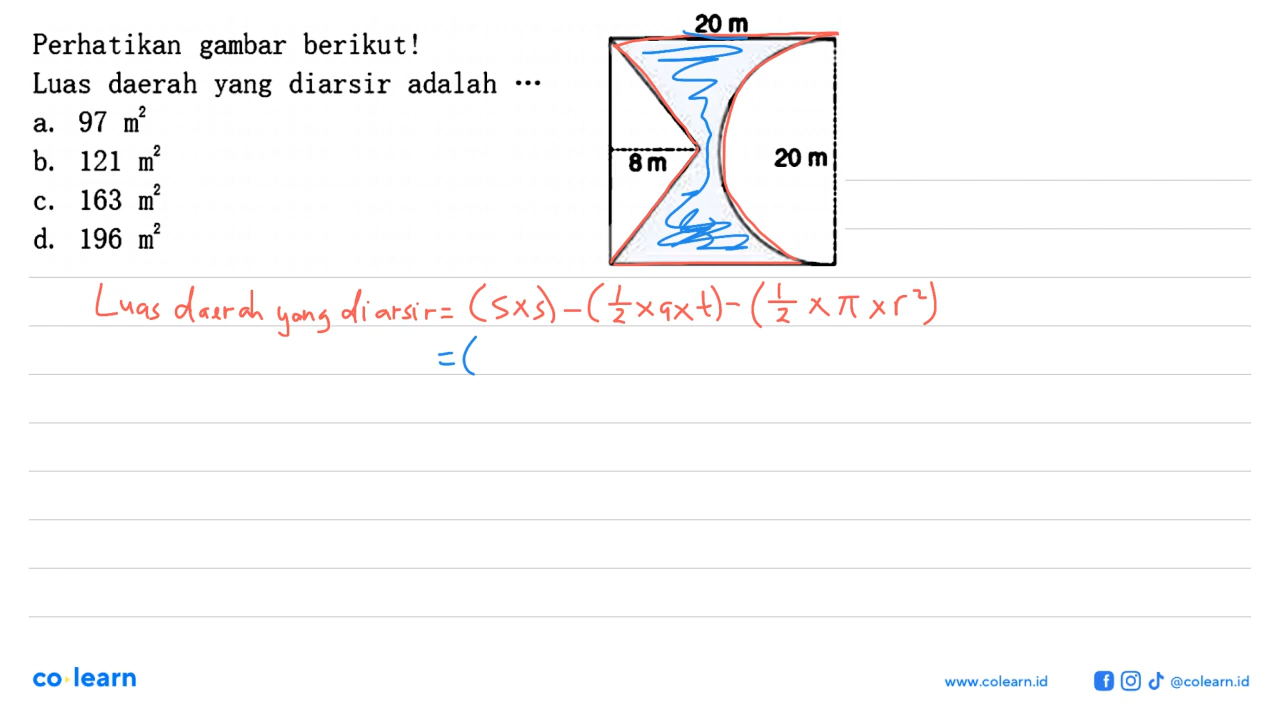 Perhatikan gambar berikut!
Luas daerah yang diarsir adalah ...
a. 97 m²
b. 121 m²
c. 163 m²
d. 196 m²
20 m
8 m
20 m
Luas daerah yang diarsir = (s×s) - (1/2 × a × t) - (1/2 × π × r²)
= (
co·learn
www.colearn.id
@colearn.id